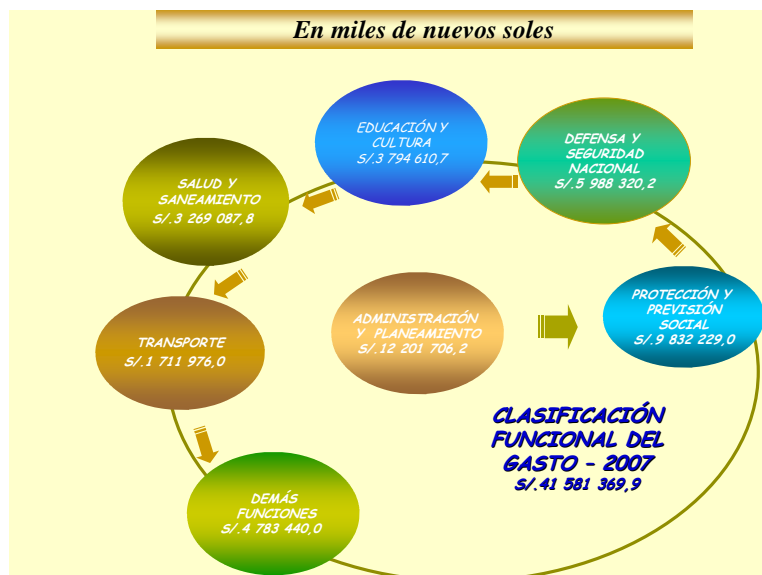 En miles de nuevos soles
EDUCACIÓN Y
CULTURA
S/.3 794 610,7
DEFENSA Y
SEGURIDAD
NACIONAL
S/.5 988 320,2
SALUD Y
SANEAMIENTO
S/.3 269 087,8
PROTECCIÓN Y
PREVISIÓN
SOCIAL
S/.9 832 229,0
ADMINISTRACIÓN
Y PLANEAMIENTO
S/.12 201 706,2
TRANSPORTE
S/.1 711 976,0
CLASIFICACIÓN
FUNCIONAL DEL
GASTO – 2007
S/.41 581 369,9
DEMÁS
FUNCIONES
S/.4 783 440,0